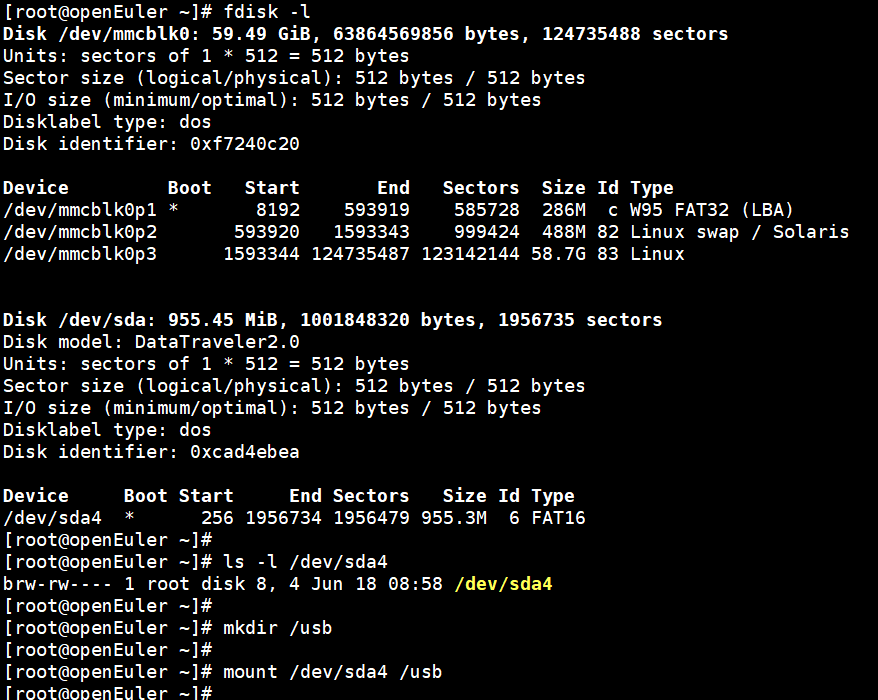 [root@openEuler ~]# fdisk -l
Disk /dev/mmcblk0: 59.49 GiB, 63864569856 bytes, 124735488 sectors
Units: sectors of 1 * 512 = 512 bytes
Sector size (logical/physical): 512 bytes / 512 bytes
I/O size (minimum/optimal): 512 bytes / 512 bytes
Disklabel type: dos
Disk identifier: 0xf7240c20
Device         Boot   Start       End   Sectors  Size Id Type
/dev/mmcblk0p1 *       8192    593919    585728  286M  c W95 FAT32 (LBA)
/dev/mmcblk0p2       593920   1593343    999424  488M 82 Linux swap / Solaris
/dev/mmcblk0p3      1593344 124735487 123142144 58.7G 83 Linux
Disk /dev/sda: 955.45 MiB, 1001848320 bytes, 1956735 sectors
Disk model: DataTraveler2.0
Units: sectors of 1 * 512 = 512 bytes
Sector size (logical/physical): 512 bytes / 512 bytes
I/O size (minimum/optimal): 512 bytes / 512 bytes
Disklabel type: dos
Disk identifier: 0xcad4ebea
Device     Boot Start     End Sectors   Size Id Type
/dev/sda4  *      256 1956734 1956479 955.3M  6 FAT16
[root@openEuler ~]#
[root@openEuler ~]# ls -l /dev/sda4
brw-rw---- 1 root disk 8, 4 Jun 18 08:58 /dev/sda4
[root@openEuler ~]#
[root@openEuler ~]# mkdir /usb
[root@openEuler ~]#
[root@openEuler ~]# mount /dev/sda4 /usb
[root@openEuler ~]#